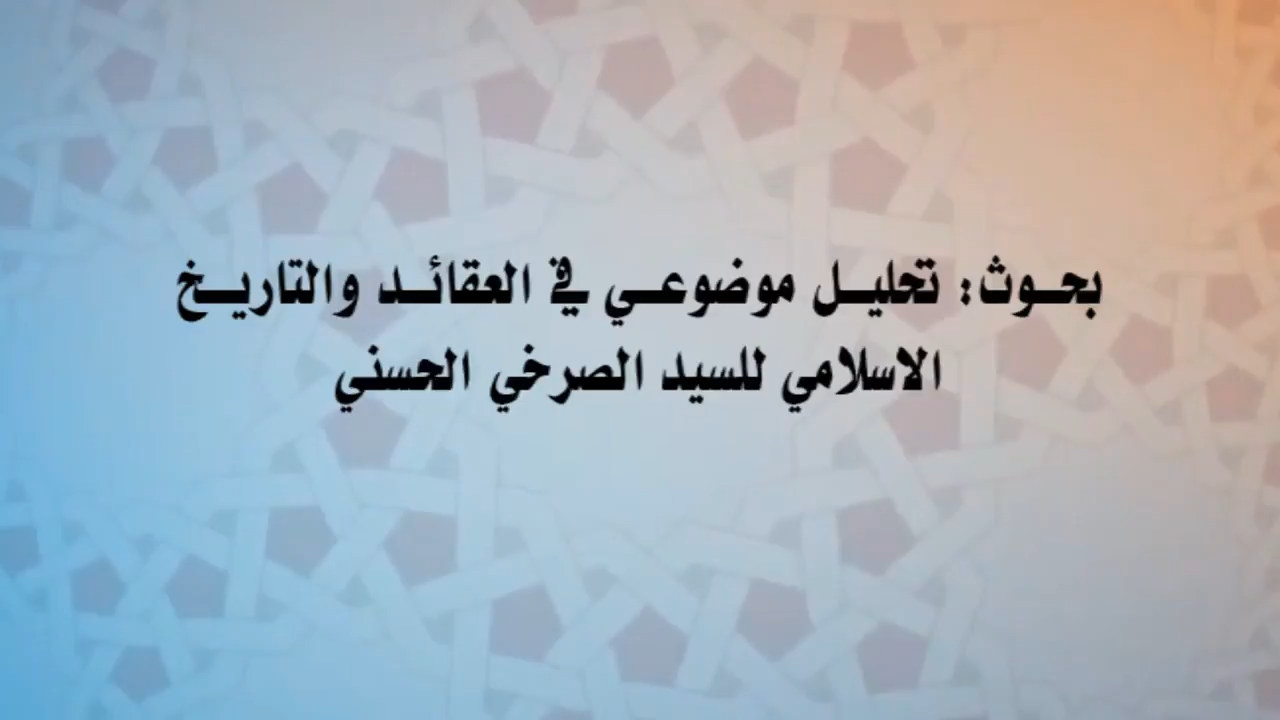 بحوث: تحليل موضوعي في العقائد والتاريخ
الاسلامي للسيد الصرخي الحسني